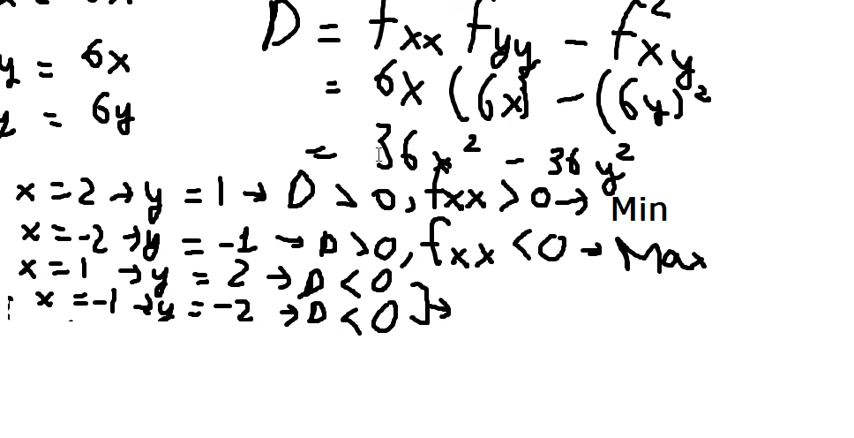 D = fxx fyy - f²xy
y = 6x
= 6x (6x) - (6y)²
= 6y
= 36x² - 36y²
x = 2 → y = 1 → D > 0, fxx > 0 → Min
x = -2 → y = -1 → D > 0, fxx < 0 → Max
x = 1 → y = 2 → D < 0
x = -1 → y = -2 → D < 0 ] →